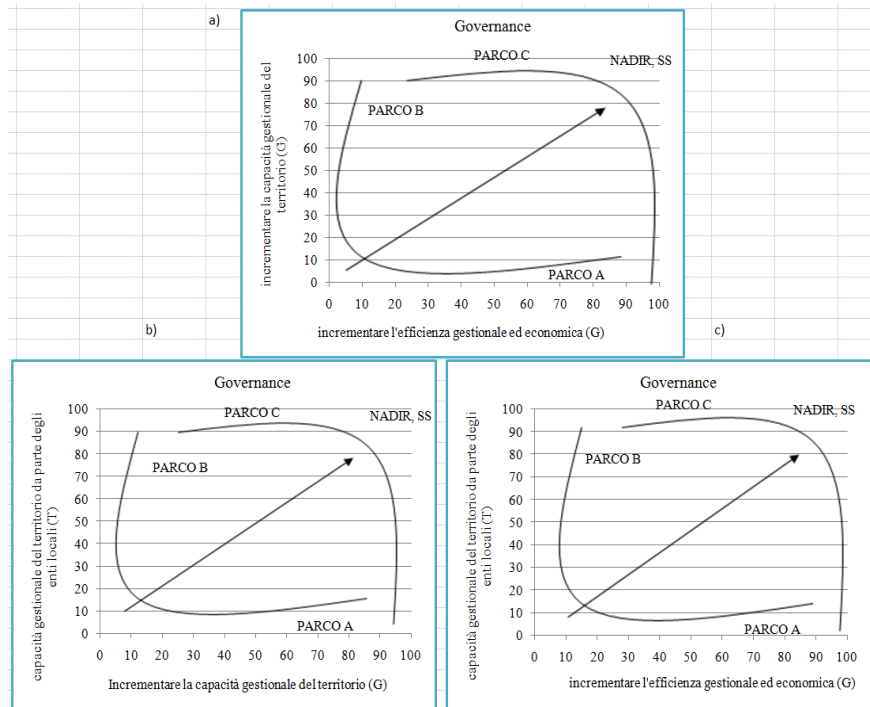 a)
Governance
PARCO C
NADIR, SS
PARCO B
PARCO A
incrementare la capacità gestionale del
territorio (G)
100
90
80
70
60
50
40
30
20
10
0
0 10 20 30 40 50 60 70 80 90 100
incrementare l'efficienza gestionale ed economica (G)
b)
Governance
PARCO C
NADIR, SS
PARCO B
PARCO A
capacità gestionale del territorio da parte degli
enti locali (T)
100
90
80
70
60
50
40
30
20
10
0
0 10 20 30 40 50 60 70 80 90 100
Incrementare la capacità gestionale del territorio (G)
c)
Governance
PARCO C
NADIR, SS
PARCO B
PARCO A
capacità gestionale del territorio da parte degli
enti locali (T)
100
90
80
70
60
50
40
30
20
10
0
0 10 20 30 40 50 60 70 80 90 100
incrementare l'efficienza gestionale ed economica (G)